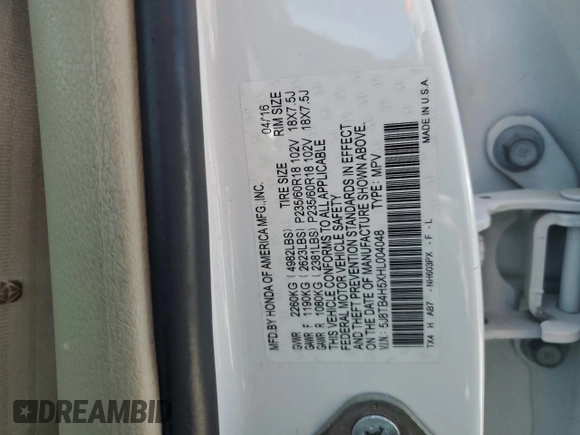 MFD.BY HONDA OF AMERICA MFG.,INC. 04/16
TIRE SIZE RIM SIZE
GVWR 2260KG (4982LBS)
GAWR F 1190KG (2623LBS) P235/60R18 102V 18X7.5J
GAWR R 1080KG (2381LBS) P235/60R18 102V 18X7.5J
THIS VEHICLE CONFORMS TO ALL APPLICABLE
FEDERAL MOTOR VEHICLE SAFETY
AND THEFT PREVENTION STANDARDS IN EFFECT
ON THE DATE OF MANUFACTURE SHOWN ABOVE.
V.I.N.: 5J8TB4H5XHL004048 TYPE: MPV
TX4 H AB7 - NH603PX - F - L MADE IN U.S.A.
DREAMBID